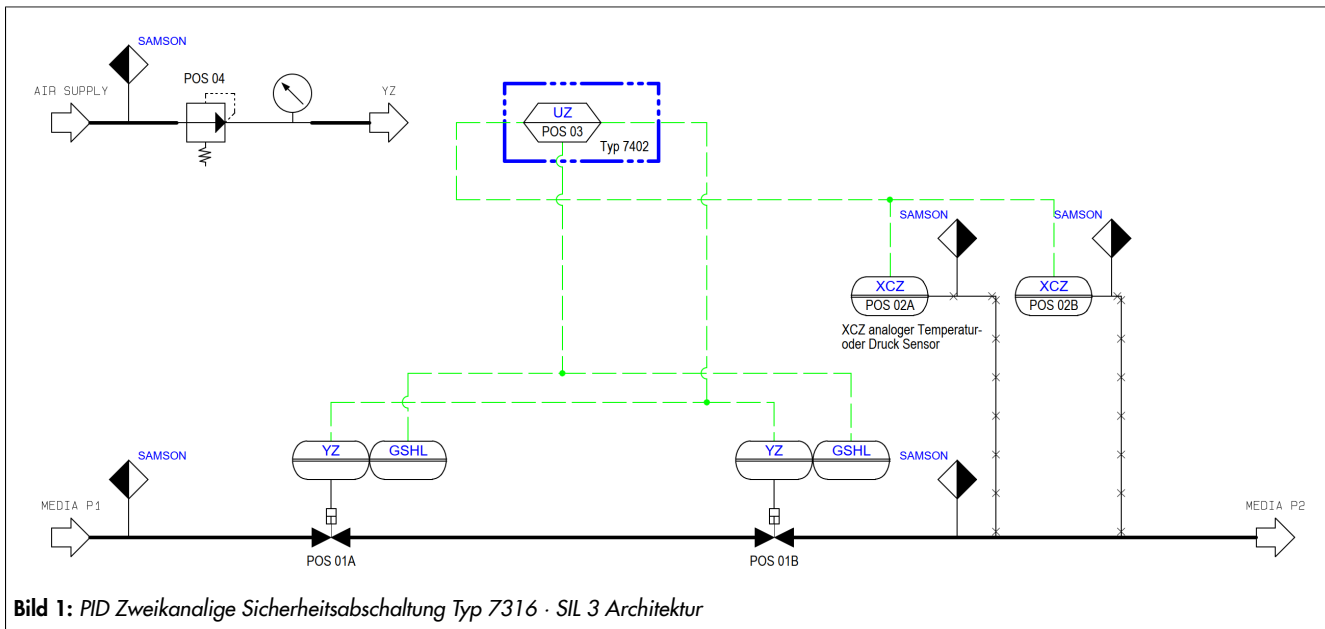 SAMSON
POS 04
AIR SUPPLY
YZ
UZ
POS 03
Typ 7402
SAMSON
SAMSON
XCZ
POS 02A
XCZ
POS 02B
XCZ analoger Temperatur-
oder Druck Sensor
YZ
GSHL
YZ
GSHL
SAMSON
SAMSON
MEDIA P1
MEDIA P2
POS 01A
POS 01B
Bild 1: PID Zweikanalige Sicherheitsabschaltung Typ 7316 · SIL 3 Architektur